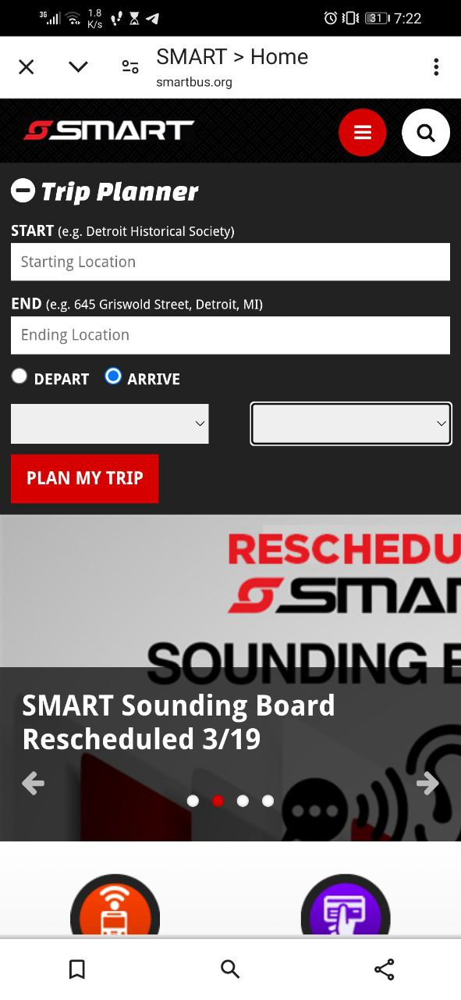 3G 1.8 K/s 31 7:22
SMART > Home
smartbus.org
SMART
Trip Planner
START (e.g. Detroit Historical Society)
Starting Location
END (e.g. 645 Griswold Street, Detroit, MI)
Ending Location
DEPART ARRIVE
PLAN MY TRIP
RESCHEDU
SMAR
SOUNDING B
SMART Sounding Board
Rescheduled 3/19